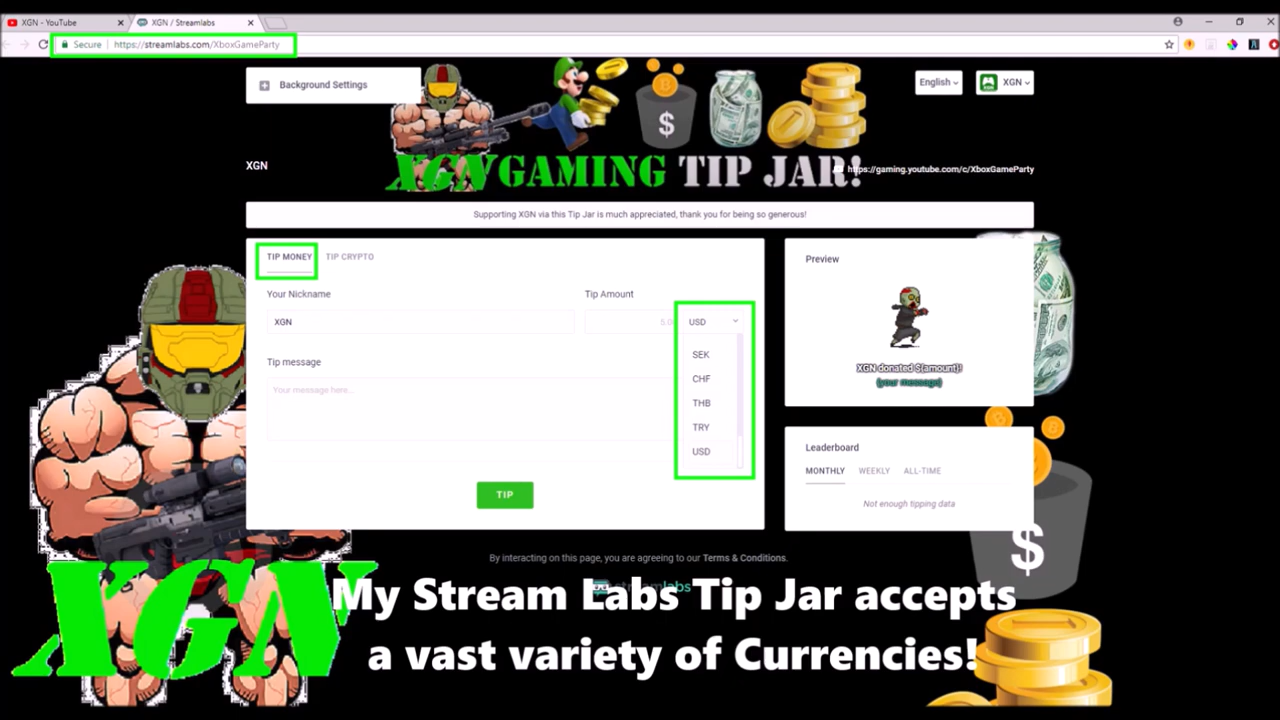 XGN - YouTube
XGN / Streamlabs
Secure | https://streamlabs.com/XboxGameParty
Background Settings
English
XGN
$
XGN GAMING TIP JAR!
XGN
https://gaming.youtube.com/c/XboxGameParty
Supporting XGN via this Tip Jar is much appreciated, thank you for being so generous!
TIP MONEY
TIP CRYPTO
Your Nickname
Tip Amount
XGN
5.00
USD
SEK
CHF
THB
TRY
USD
Tip message
Your message here...
TIP
Preview
XGN donated ${amount}!
{your message}
Leaderboard
MONTHLY
WEEKLY
ALL-TIME
Not enough tipping data
By interacting on this page, you are agreeing to our Terms & Conditions.
streamlabs
$
XGN
My Stream Labs Tip Jar accepts
a vast variety of Currencies!